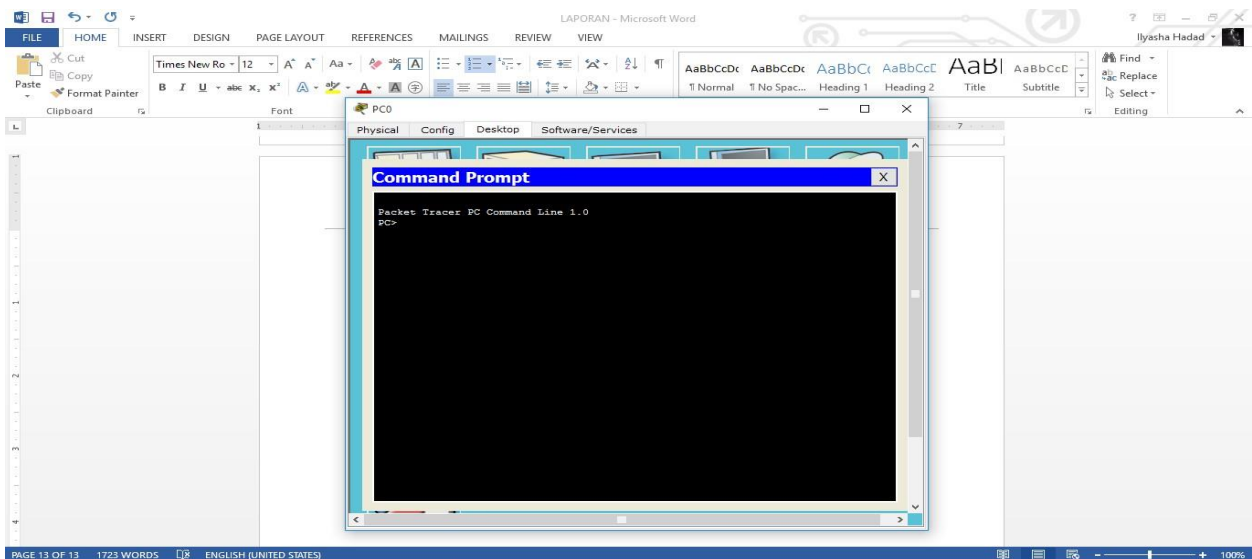 LAPORAN - Microsoft Word
FILE HOME INSERT DESIGN PAGE LAYOUT REFERENCES MAILINGS REVIEW VIEW
Ilyasha Hadad
Paste
Cut
Copy
Format Painter
Clipboard
Times New Ro 12
Font
AaBbCcDc AaBbCcDc AaBbCc AaBbCcC AaBl AaBbCcC
¶ Normal ¶ No Spac... Heading 1 Heading 2 Title Subtitle
Find
Replace
Select
Editing
PC0
Physical Config Desktop Software/Services
Command Prompt X
Packet Tracer PC Command Line 1.0
PC>
PAGE 13 OF 13 1723 WORDS ENGLISH (UNITED STATES) 100%